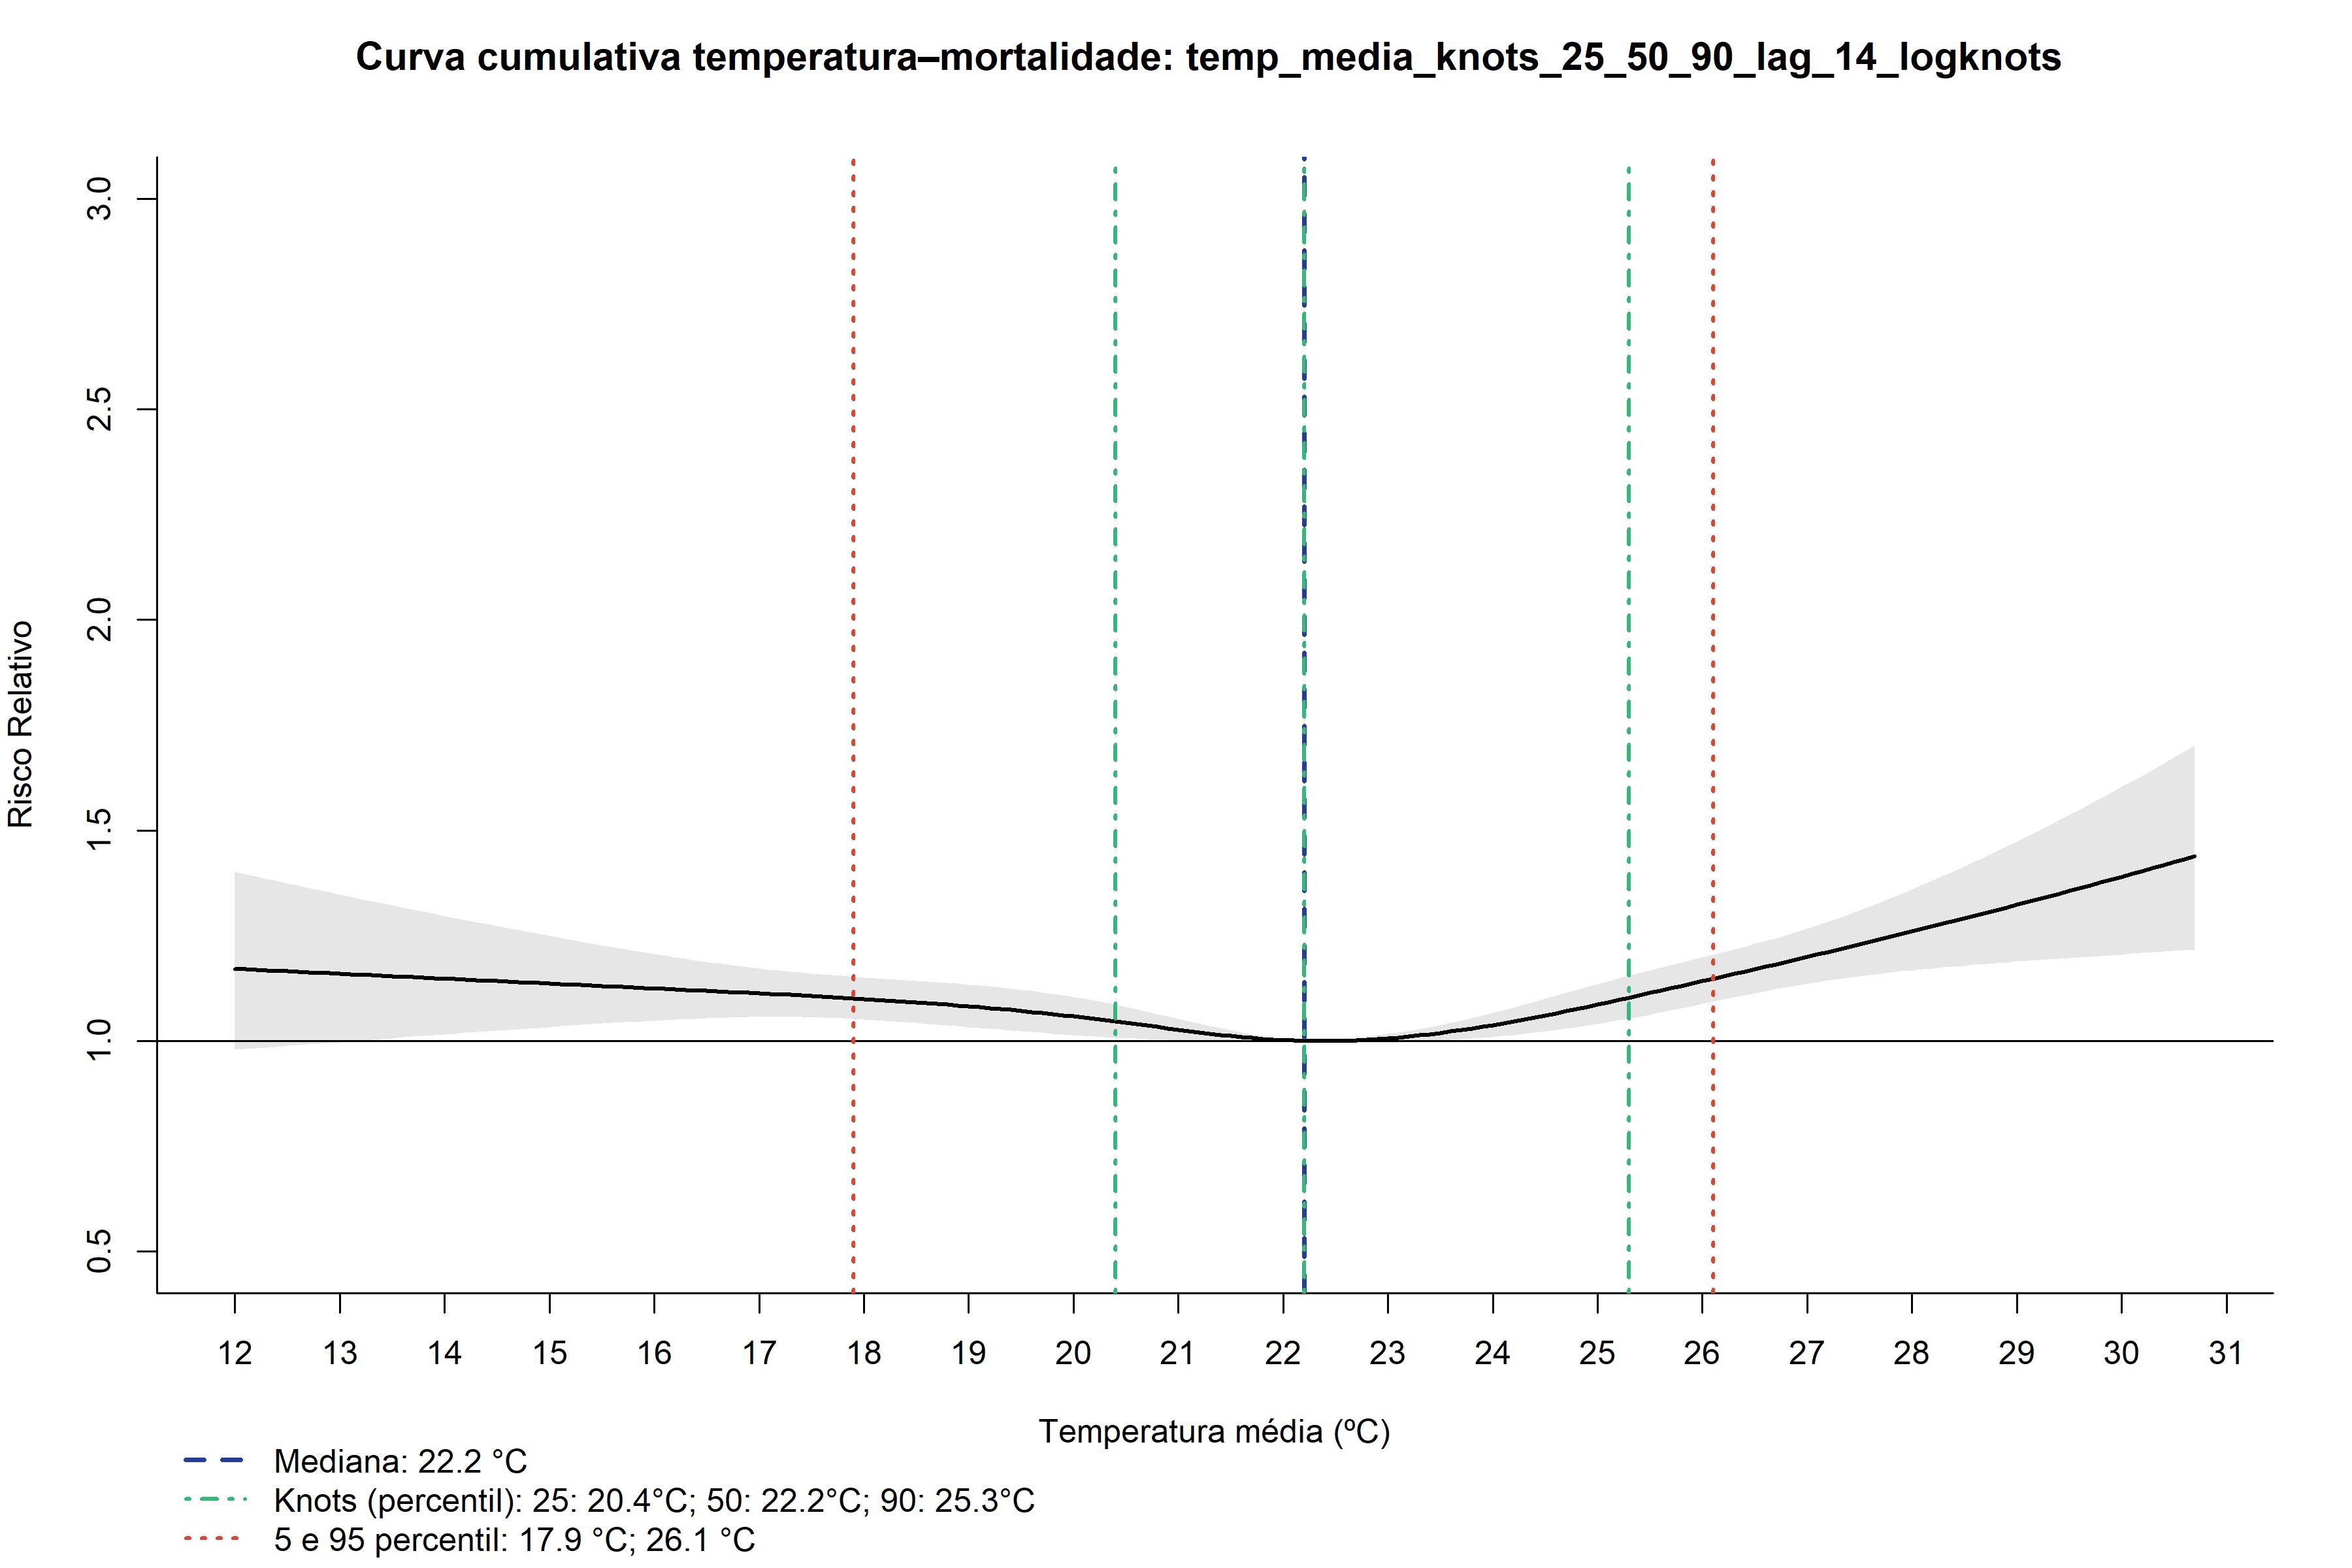 Curva cumulativa temperatura–mortalidade: temp_media_knots_25_50_90_lag_14_logknots
Risco Relativo
3.0
2.5
2.0
1.5
1.0
0.5
12 13 14 15 16 17 18 19 20 21 22 23 24 25 26 27 28 29 30 31
Temperatura média (ºC)
Mediana: 22.2 °C
Knots (percentil): 25: 20.4°C; 50: 22.2°C; 90: 25.3°C
5 e 95 percentil: 17.9 °C; 26.1 °C